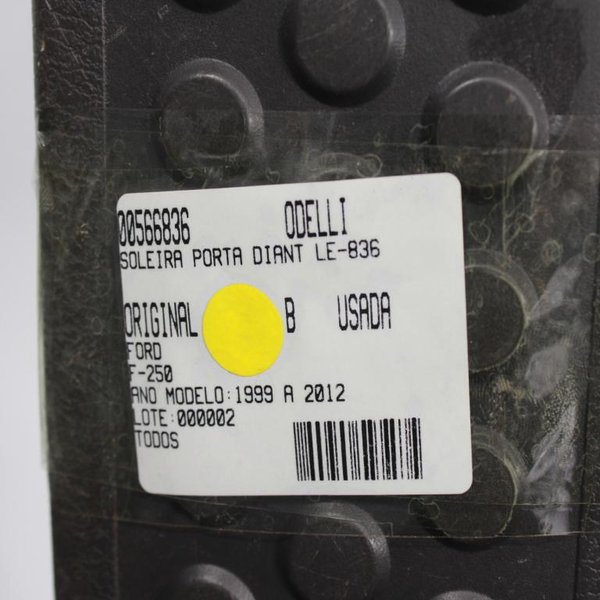 00566836 ODELLI
SOLEIRA PORTA DIANT LE-836
ORIGINAL B USADA
FORD
F-250
ANO MODELO:1999 A 2012
LOTE:000002
TODOS